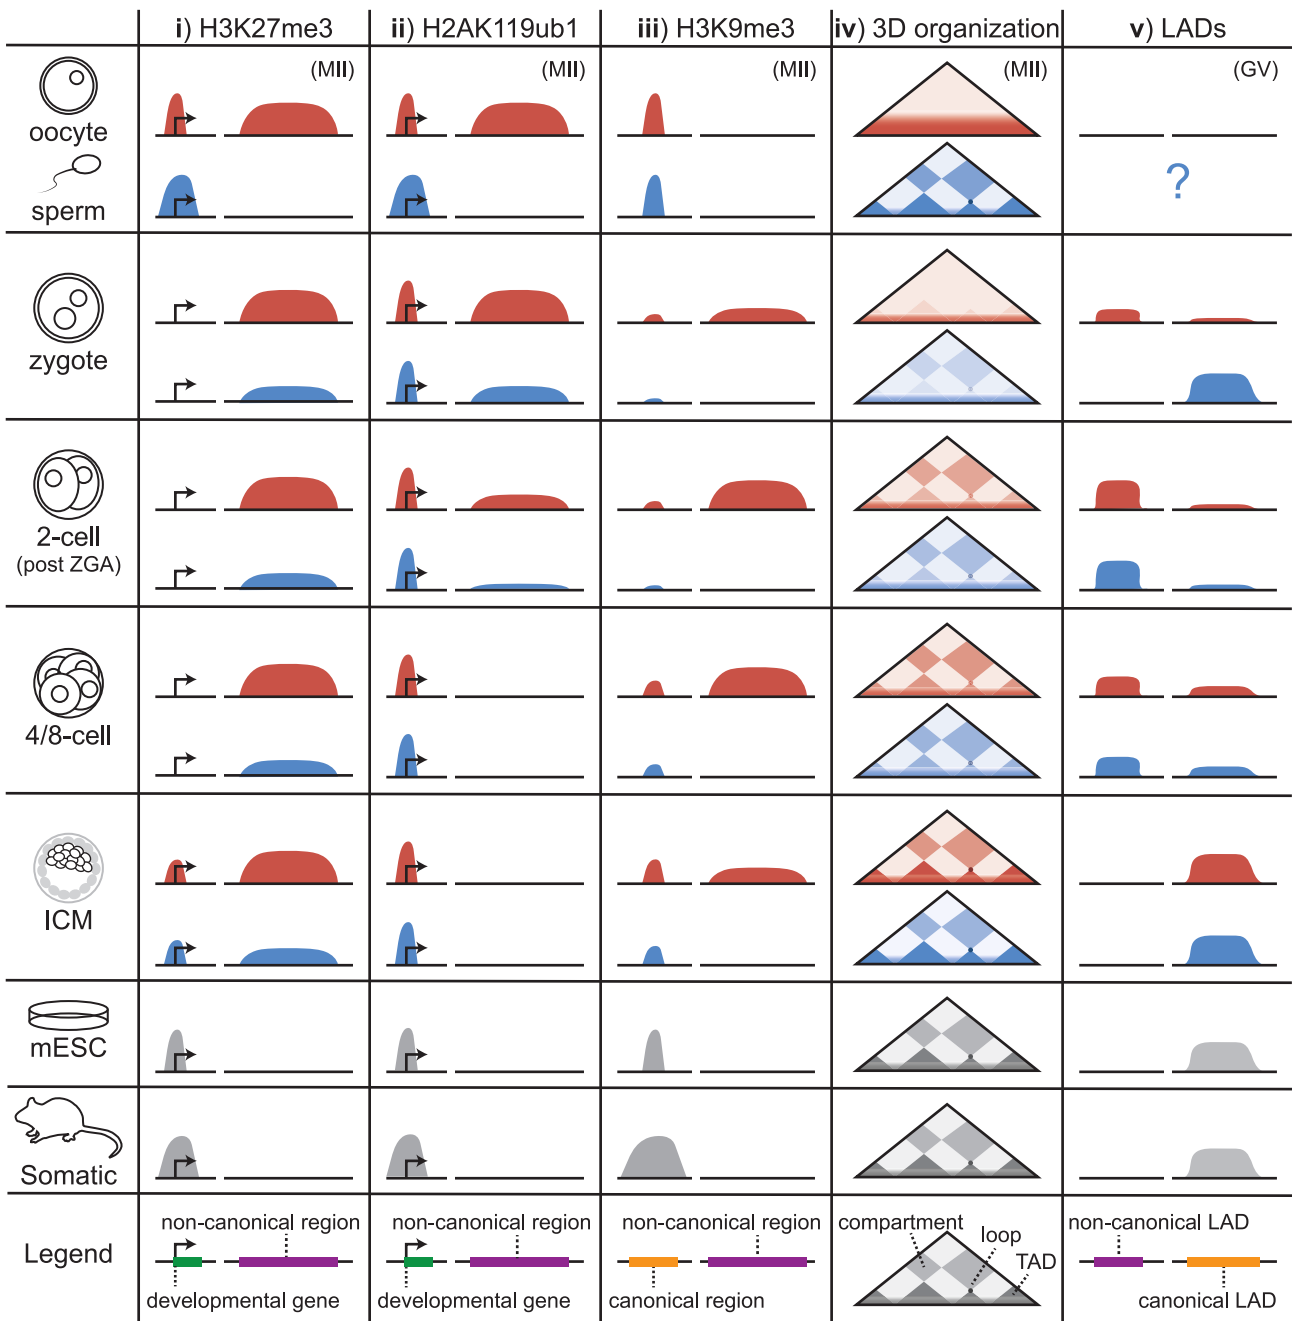 i) H3K27me3
ii) H2AK119ub1
iii) H3K9me3
iv) 3D organization
v) LADs
(MII)
(MII)
(MII)
(MII)
(GV)
oocyte
sperm
?
zygote
2-cell
(post ZGA)
4/8-cell
ICM
mESC
Somatic
Legend
non-canonical region
developmental gene
non-canonical region
developmental gene
non-canonical region
canonical region
compartment
loop
TAD
non-canonical LAD
canonical LAD